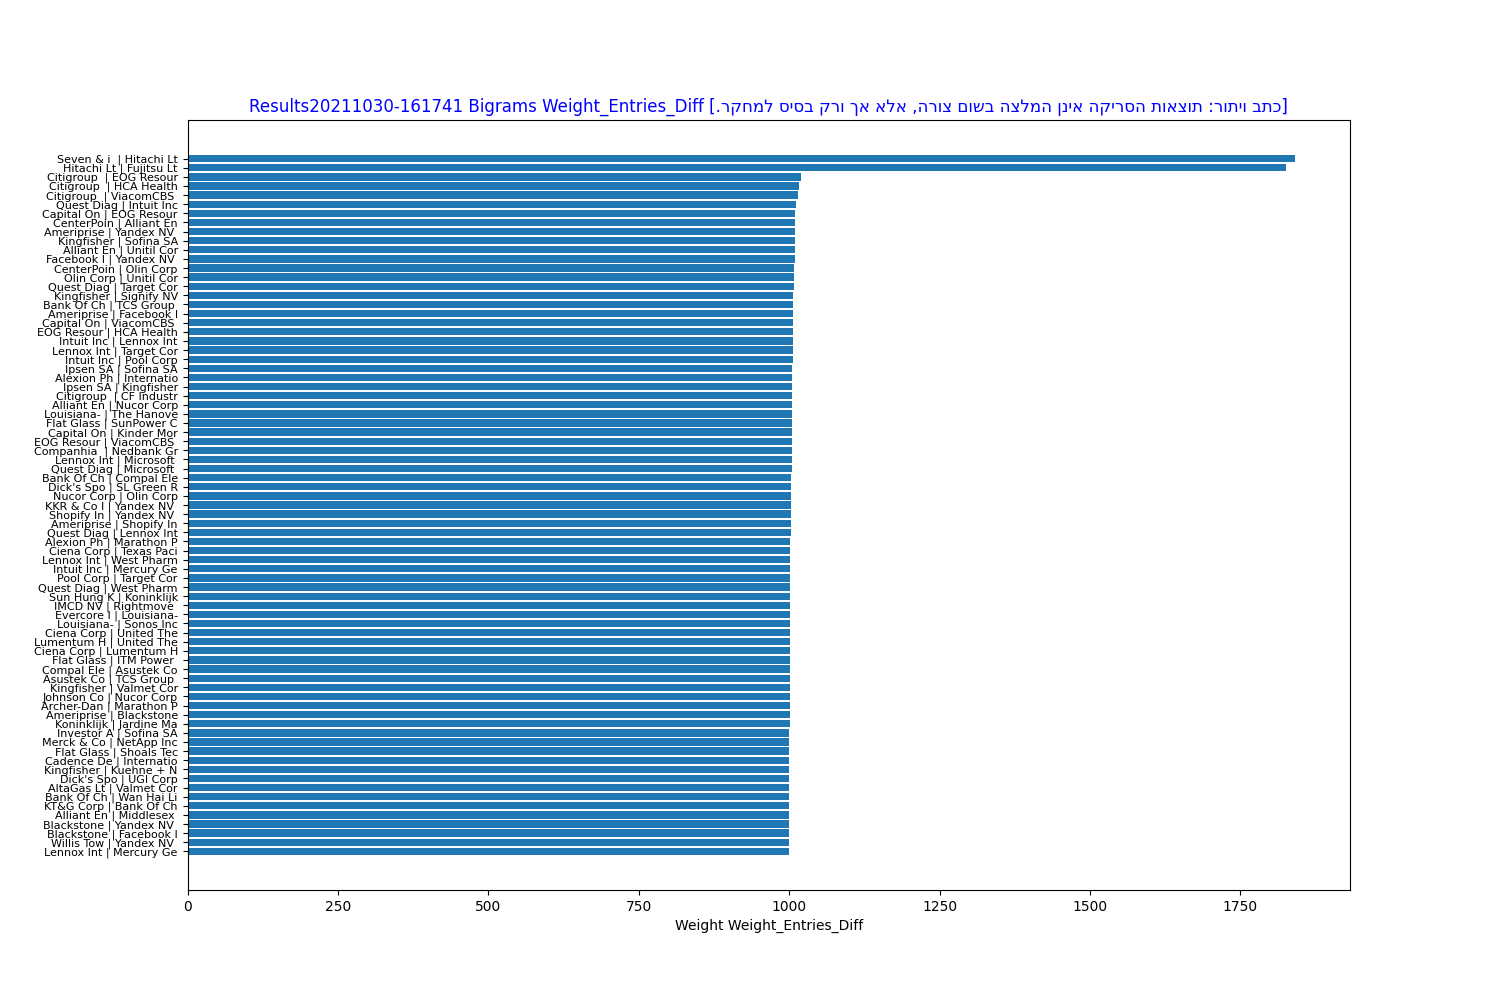 Results20211030-161741 Bigrams Weight_Entries_Diff [כתב ויתור: תוצאות הסריקה אינן המלצה בשום צורה, אלא אך ורק בסיס למחקר.]
Seven & i | Hitachi Lt
Hitachi Lt | Fujitsu Lt
Citigroup | EOG Resour
Citigroup | HCA Health
Citigroup | ViacomCBS
Quest Diag | Intuit Inc
Capital On | EOG Resour
CenterPoin | Alliant En
Ameriprise | Yandex NV
Kingfisher | Sofina SA
Alliant En | Unitil Cor
Facebook I | Yandex NV
CenterPoin | Olin Corp
Olin Corp | Unitil Cor
Quest Diag | Target Cor
Kingfisher | Signify NV
Bank Of Ch | TCS Group
Ameriprise | Facebook I
Capital On | ViacomCBS
EOG Resour | HCA Health
Intuit Inc | Lennox Int
Lennox Int | Target Cor
Intuit Inc | Pool Corp
Ipsen SA | Sofina SA
Alexion Ph | Internatio
Ipsen SA | Kingfisher
Citigroup | CF Industr
Alliant En | Nucor Corp
Louisiana- | The Hanove
Flat Glass | SunPower C
Capital On | Kinder Mor
EOG Resour | ViacomCBS
Companhia | Nedbank Gr
Lennox Int | Microsoft
Quest Diag | Microsoft
Bank Of Ch | Compal Ele
Dick's Spo | SL Green R
Nucor Corp | Olin Corp
KKR & Co I | Yandex NV
Shopify In | Yandex NV
Ameriprise | Shopify In
Quest Diag | Lennox Int
Alexion Ph | Marathon P
Ciena Corp | Texas Paci
Lennox Int | West Pharm
Intuit Inc | Mercury Ge
Pool Corp | Target Cor
Quest Diag | West Pharm
Sun Hung K | Koninklijk
IMCD NV | Rightmove
Evercore I | Louisiana-
Louisiana- | Sonos Inc
Ciena Corp | United The
Lumentum H | United The
Ciena Corp | Lumentum H
Flat Glass | ITM Power
Compal Ele | Asustek Co
Asustek Co | TCS Group
Kingfisher | Valmet Cor
Johnson Co | Nucor Corp
Archer-Dan | Marathon P
Ameriprise | Blackstone
Koninklijk | Jardine Ma
Investor A | Sofina SA
Merck & Co | NetApp Inc
Flat Glass | Shoals Tec
Cadence De | Internatio
Kingfisher | Kuehne + N
Dick's Spo | UGI Corp
AltaGas Lt | Valmet Cor
Bank Of Ch | Wan Hai Li
KT&G Corp | Bank Of Ch
Alliant En | Middlesex
Blackstone | Yandex NV
Blackstone | Facebook I
Willis Tow | Yandex NV
Lennox Int | Mercury Ge
0 250 500 750 1000 1250 1500 1750
Weight Weight_Entries_Diff